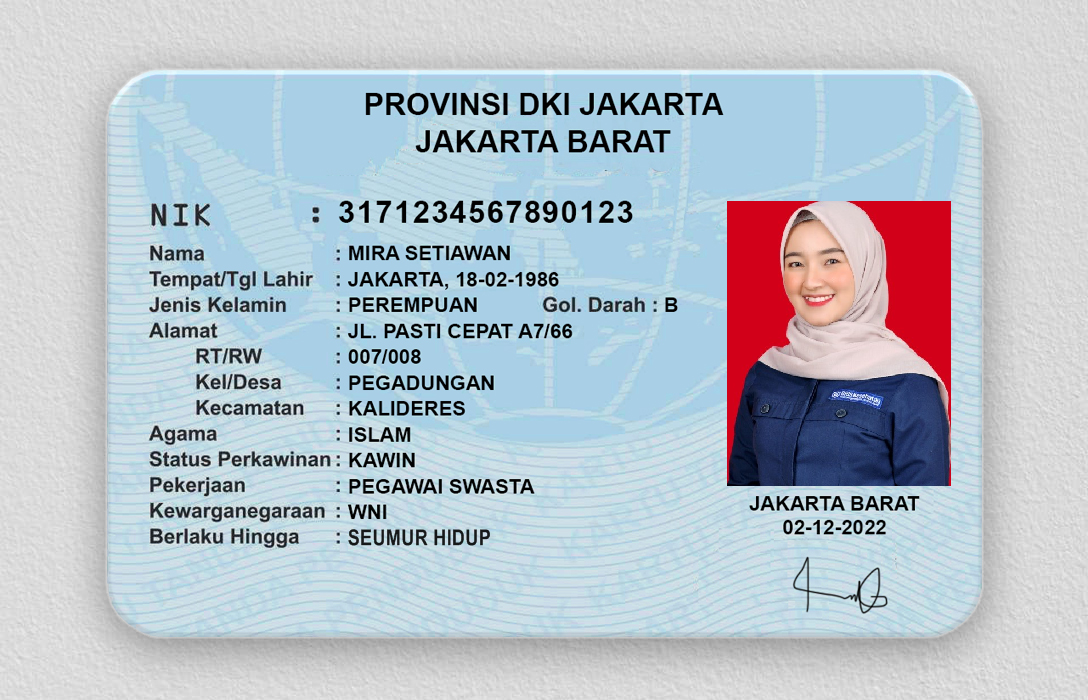 PROVINSI DKI JAKARTA
JAKARTA BARAT
NIK : 3171234567890123
Nama : MIRA SETIAWAN
Tempat/Tgl Lahir : JAKARTA, 18-02-1986
Jenis Kelamin : PEREMPUAN Gol. Darah : B
Alamat : JL. PASTI CEPAT A7/66
RT/RW : 007/008
Kel/Desa : PEGADUNGAN
Kecamatan : KALIDERES
Agama : ISLAM
Status Perkawinan : KAWIN
Pekerjaan : PEGAWAI SWASTA
Kewarganegaraan : WNI
Berlaku Hingga : SEUMUR HIDUP
JAKARTA BARAT
02-12-2022